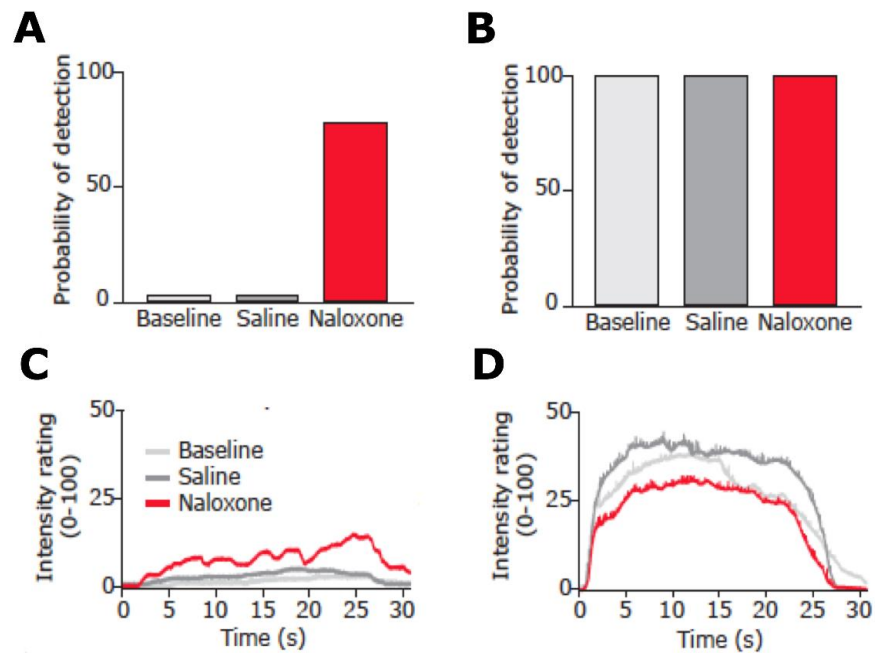 A
Probability of detection
100
50
0
Baseline Saline Naloxone
B
Probability of detection
100
50
0
Baseline Saline Naloxone
C
Intensity rating
(0-100)
50
25
0
Baseline
Saline
Naloxone
0 5 10 15 20 25 30
Time (s)
D
Intensity rating
(0-100)
50
25
0
0 5 10 15 20 25 30
Time (s)